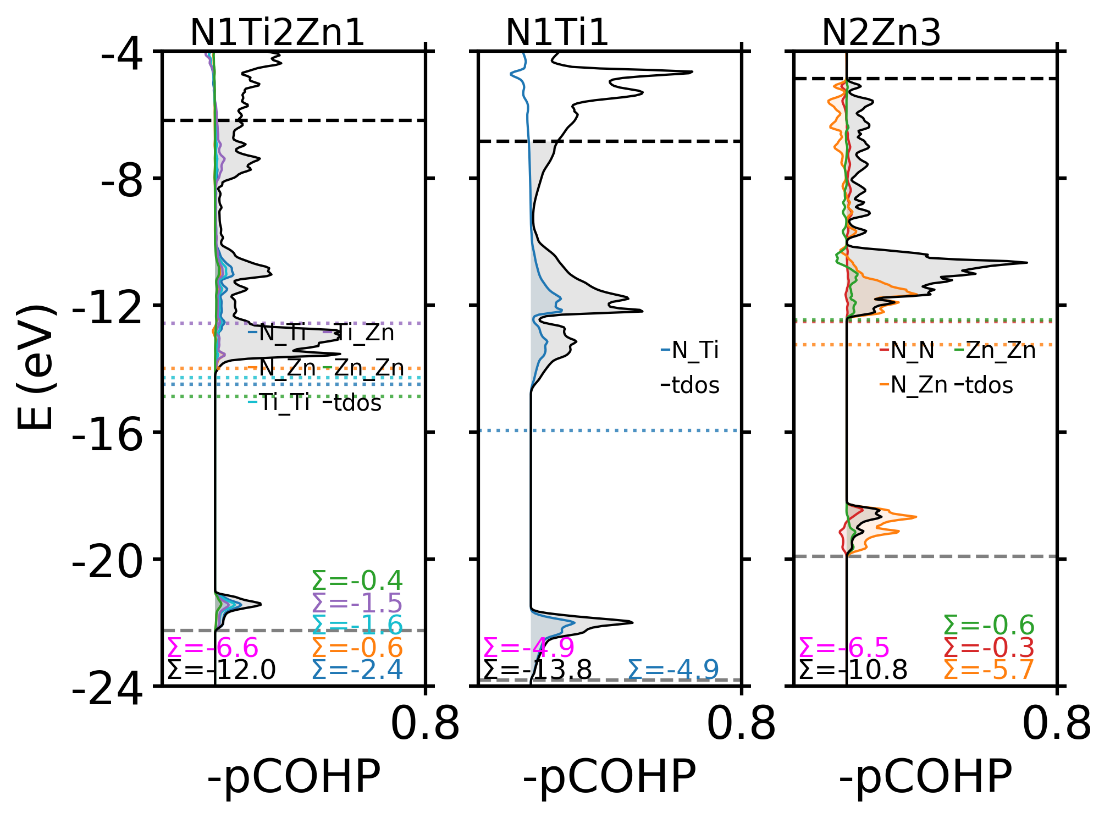 N1Ti2Zn1
N1Ti1
N2Zn3
E (eV)
-4
-8
-12
-16
-20
-24
N_Ti
Ti_Zn
N_Zn
Zn_Zn
Ti_Ti
tdos
Σ=-0.4
Σ=-1.5
Σ=-1.6
Σ=-6.6
Σ=-0.6
Σ=-12.0
Σ=-2.4
N_Ti
tdos
Σ=-4.9
Σ=-13.8
Σ=-4.9
N_N
Zn_Zn
N_Zn
tdos
Σ=-0.6
Σ=-6.5
Σ=-0.3
Σ=-10.8
Σ=-5.7
0.8
0.8
0.8
-pCOHP
-pCOHP
-pCOHP